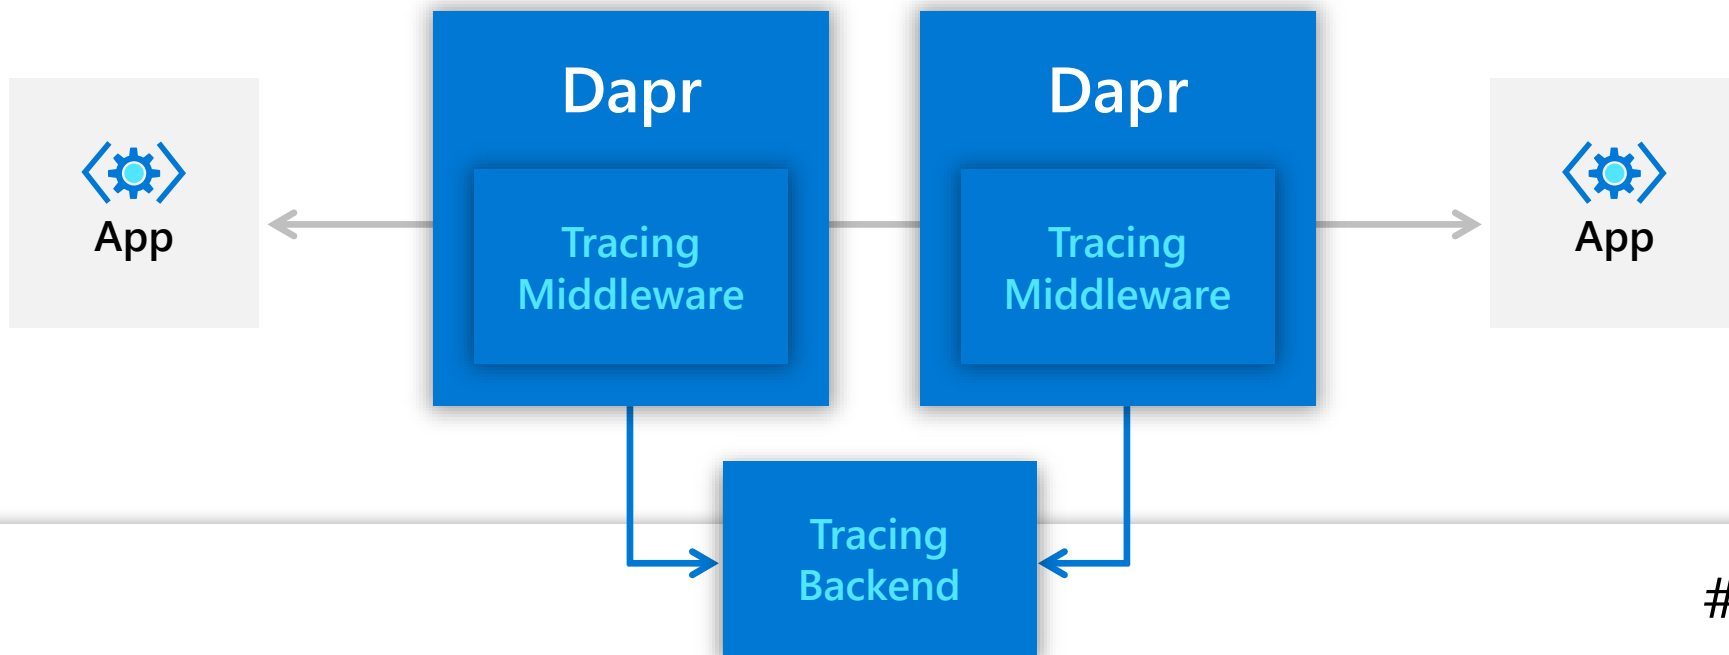 Dapr
Dapr
App
Tracing
Middleware
Tracing
Middleware
App
Tracing
Backend
#